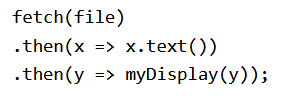 fetch(file)
.then(x => x.text())
.then(y => myDisplay(y));